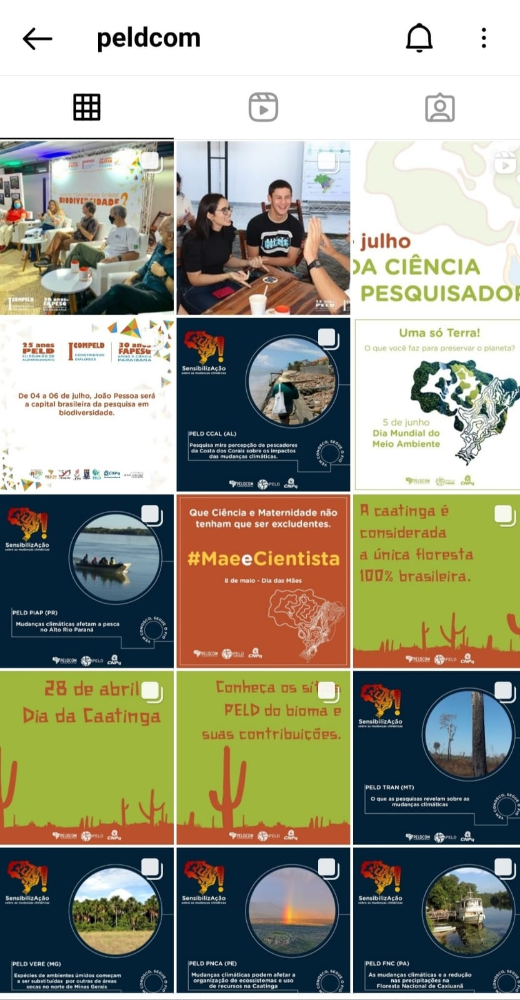 peldcom
BIODIVERSIDADE?
ICOMPELD
30 anos
FAPESQ
25 anos
PELD
julho
DA CIÊNCIA
PESQUISADOR
25 anos
PELD
XII REUNIÃO DE
ACOMPANHAMENTO
ICOMPELD
CONSTRUINDO
DIÁLOGOS
30 anos
FAPESQ
APOIO À CIÊNCIA
PARAIBANA
De 04 a 06 de julho, João Pessoa será
a capital brasileira da pesquisa em
biodiversidade.
PELD
CNPq
SensibilizAção
sobre as mudanças climáticas
PELD CCAL (AL)
Pesquisa mira percepção de pescadores
da Costa dos Corais sobre os impactos
das mudanças climáticas.
VEM CONOSCO, SEGUE O FIO
PELDCOM PELD CNPq
Uma só Terra!
O que você faz para preservar o planeta?
5 de junho
Dia Mundial do
Meio Ambiente
PELDCOM CNPq
SensibilizAção
sobre as mudanças climáticas
PELD PIAP (PR)
Mudanças climáticas afetam a pesca
no Alto Rio Paraná
VEM CONOSCO, SEGUE O FIO
PELDCOM PELD CNPq
Que Ciência e Maternidade não
tenham que ser excludentes.
#MaeeCientista
8 de maio - Dia das Mães
PELDCOM PELD CNPq
A caatinga é
considerada
a única floresta
100% brasileira.
PELDCOM PELD CNPq
28 de abril
Dia da Caatinga
PELDCOM PELD CNPq
Conheça os sítios
PELD do bioma e
suas contribuições.
PELDCOM PELD CNPq
SensibilizAção
sobre as mudanças climáticas
PELD TRAN (MT)
O que as pesquisas revelam sobre as
mudanças climáticas
CONOSCO, SEGUE O FIO
PELDCOM PELD CNPq
SensibilizAção
sobre as mudanças climáticas
PELD VERE (MG)
Espécies de ambientes úmidos começam
a ser substituídas por outras de áreas
secas no norte de Minas Gerais
CONOSCO, SEGUE O FIO
SensibilizAção
sobre as mudanças climáticas
PELD PNCA (PE)
Mudanças climáticas podem afetar a
organização de ecossistemas e uso
de recursos na Caatinga
CONOSCO, SEGUE O FIO
SensibilizAção
sobre as mudanças climáticas
PELD FNC (PA)
As mudanças climáticas e a redução
nas precipitações na
Floresta Nacional de Caxiuanã
CONOSCO, SEGUE O